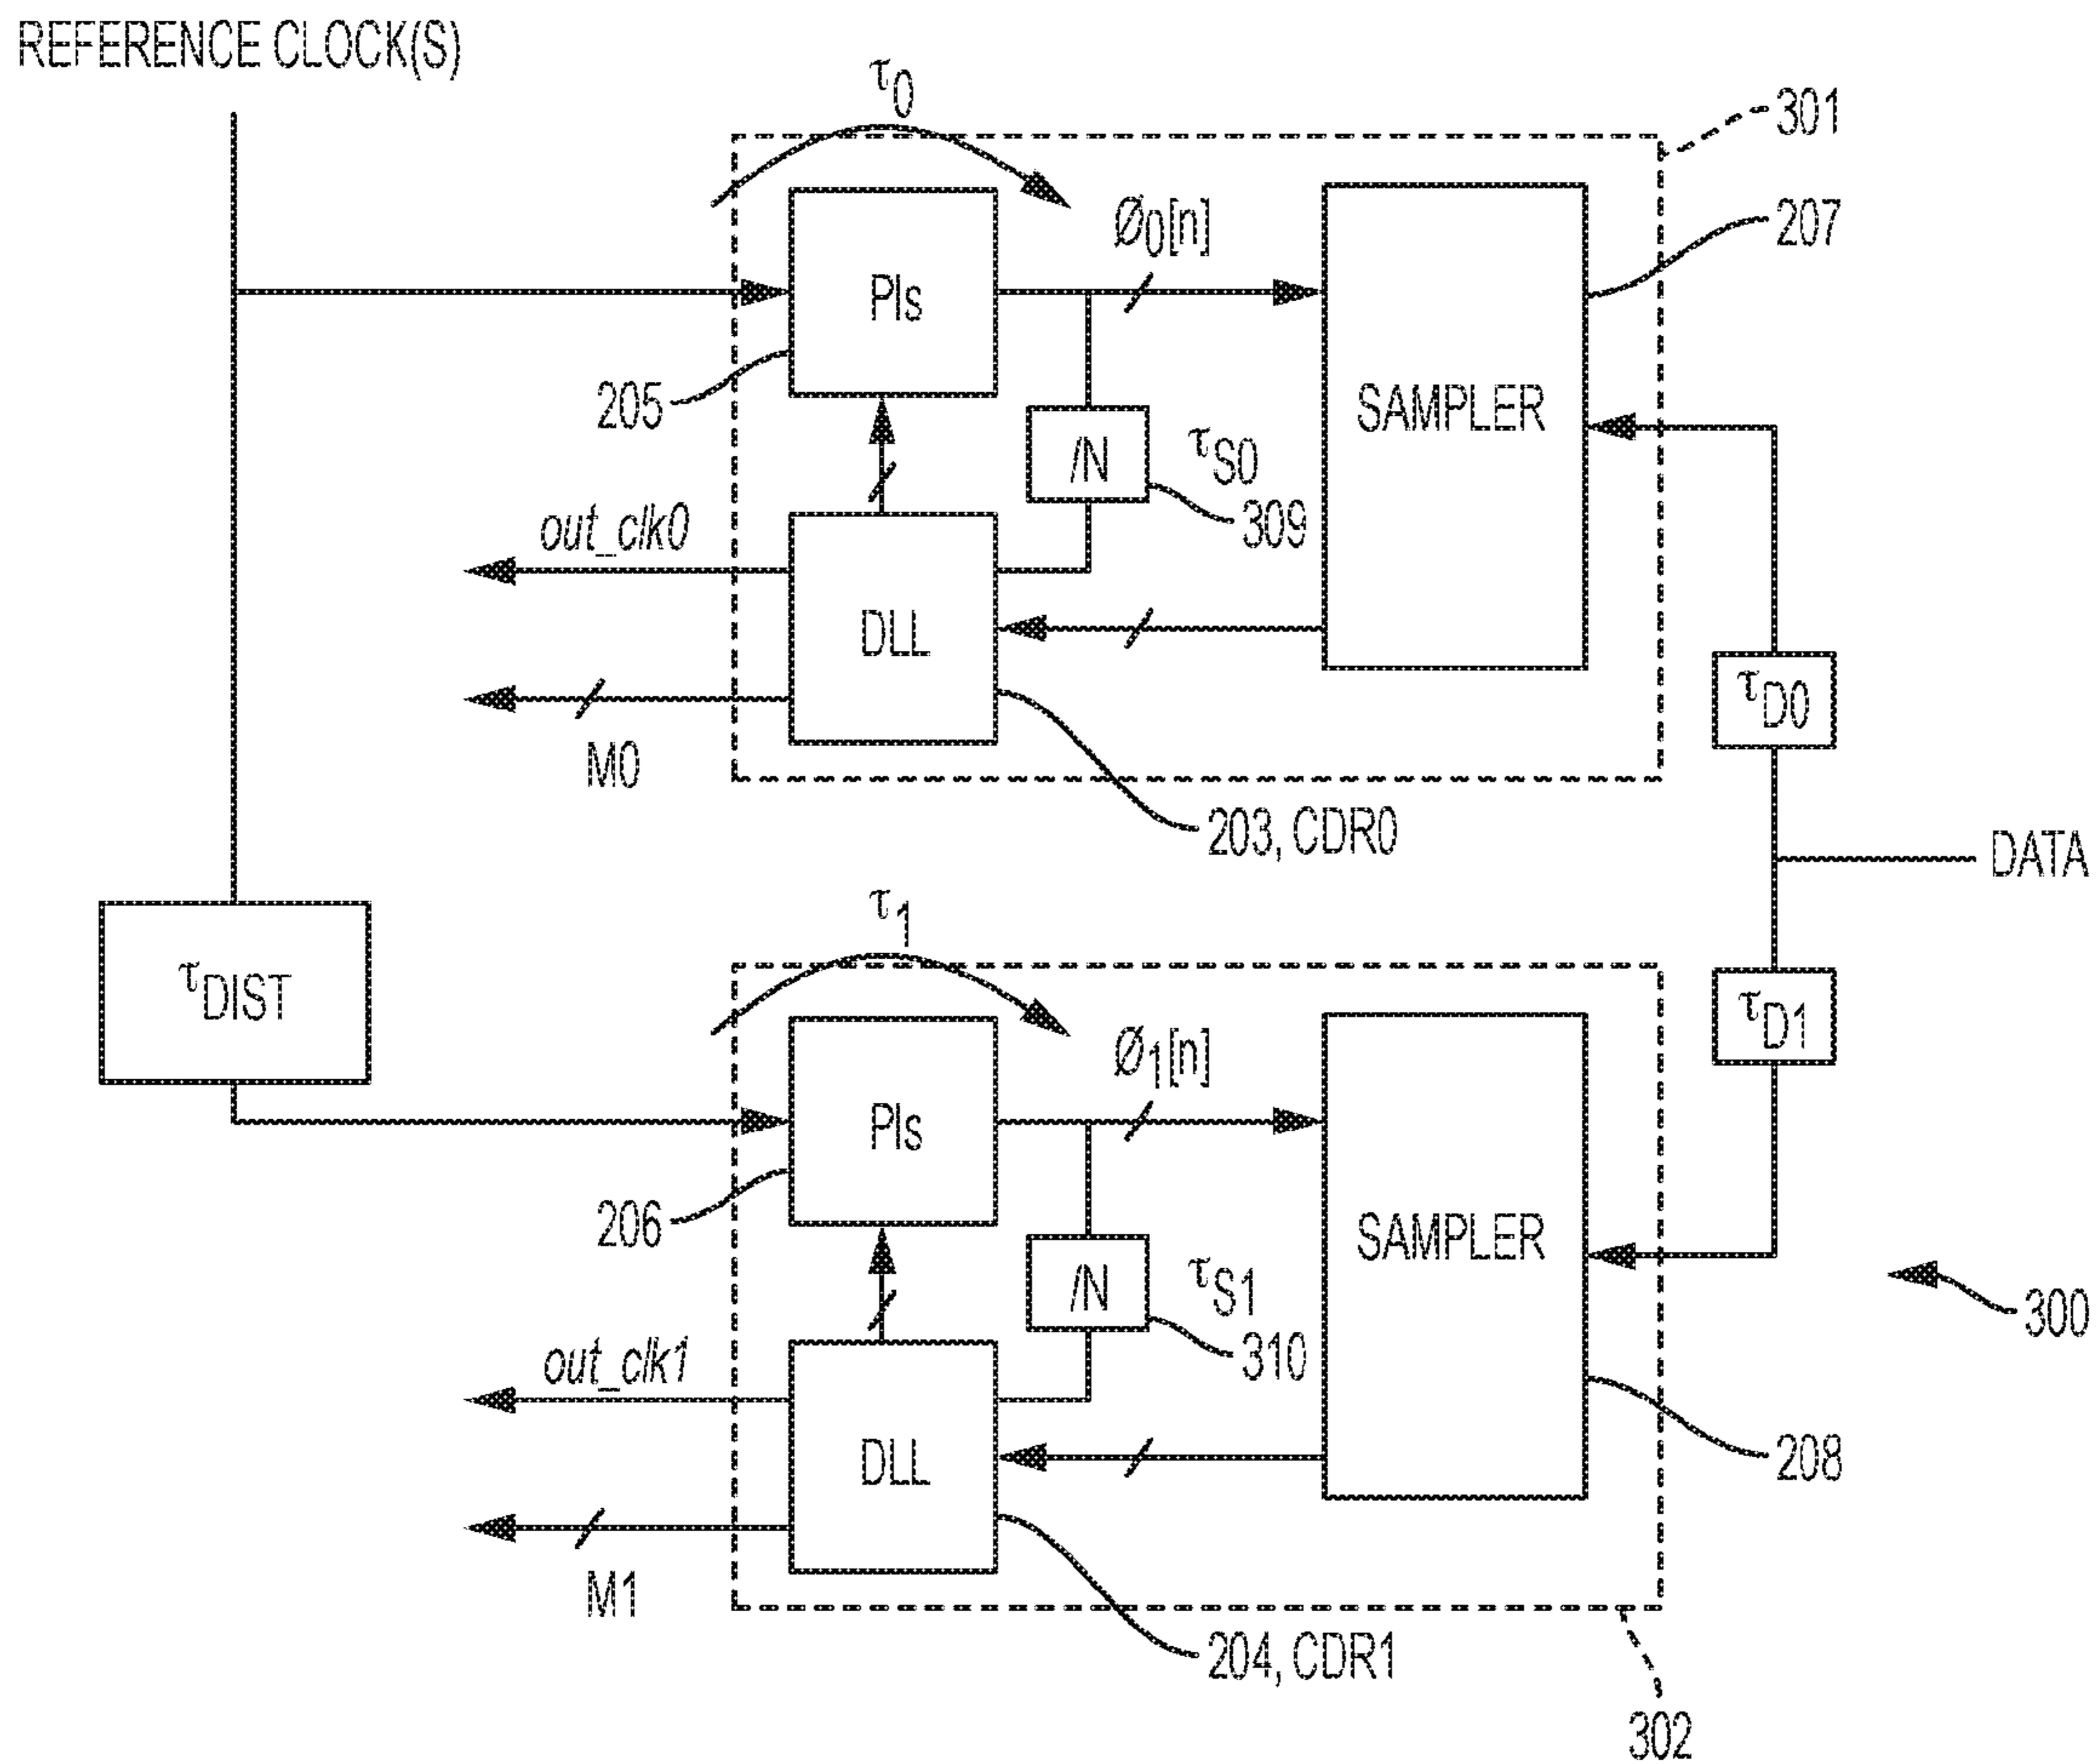 REFERENCE CLOCK(S)
τ0
301
207
Ø0[n]
PIs
205
SAMPLER
/N
τS0
309
out_clk0
DLL
τD0
M0
203, CDR0
DATA
τ1
τDIST
τD1
Ø1[n]
PIs
206
SAMPLER
/N
τS1
310
300
out_clk1
DLL
208
M1
204, CDR1
302